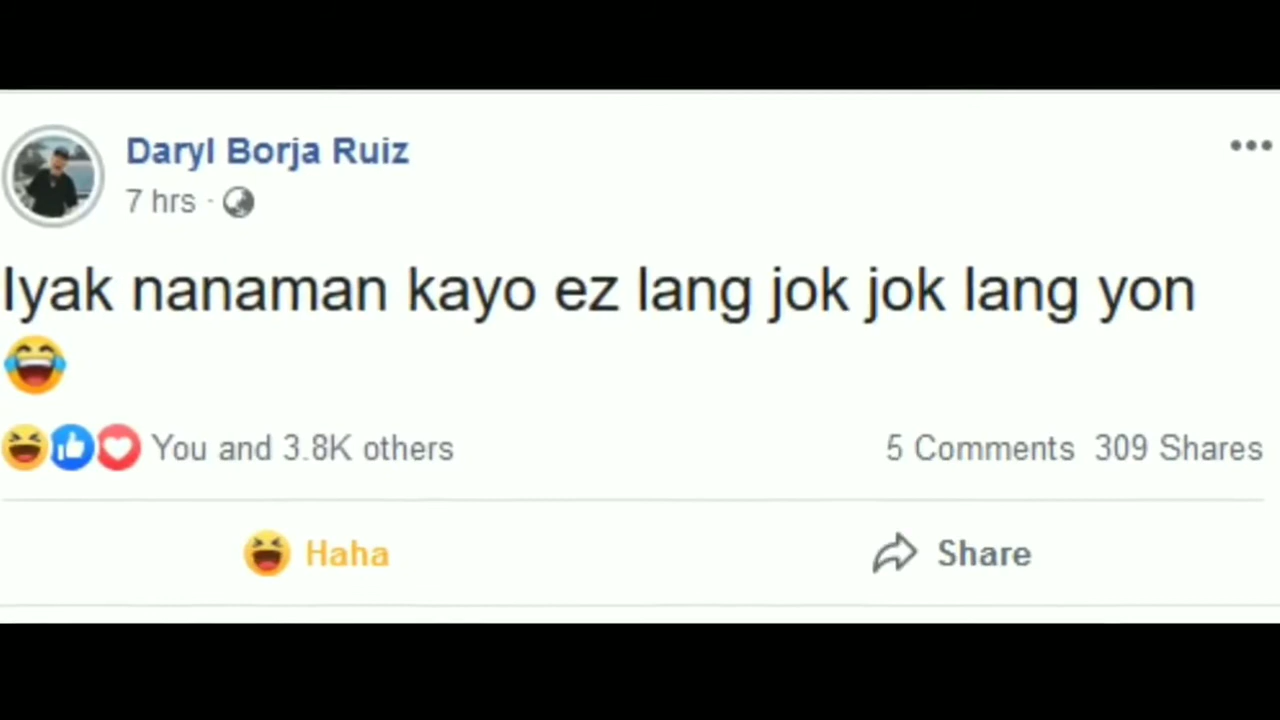 Daryl Borja Ruiz
7 hrs ·
Iyak nanaman kayo ez lang jok jok lang yon
😂
You and 3.8K others 5 Comments 309 Shares
Haha Share